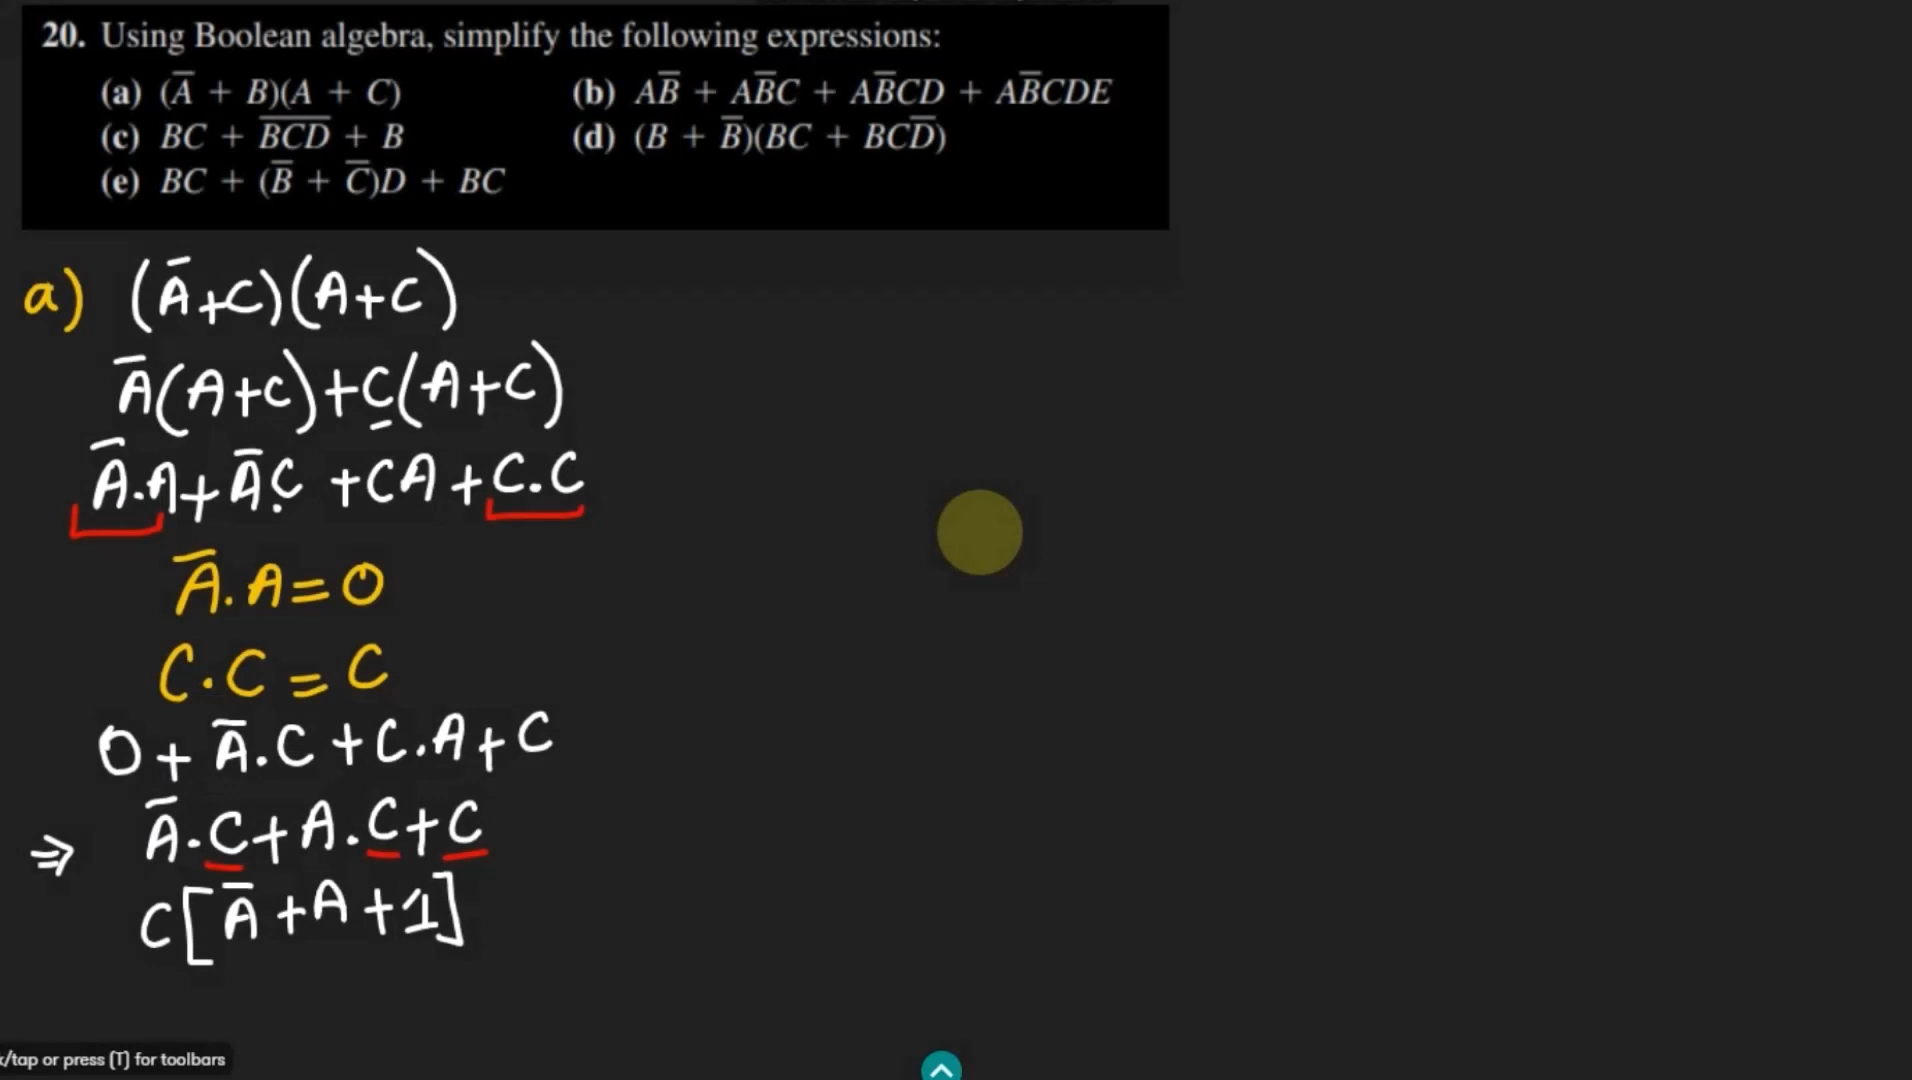 20. Using Boolean algebra, simplify the following expressions:
(a) (A̅ + B)(A + C) (b) AB̅ + AB̅C + AB̅CD + AB̅CDE
(c) BC + B̅C̅D̅ + B (d) (B + B̅)(BC + BCD̅)
(e) BC + (B̅ + C̅)D + BC
a) (A̅+C)(A+C)
A̅(A+C)+C(A+C)
A̅.A+A̅.C +CA+C.C
A̅.A=0
C.C=C
0+A̅.C+C.A+C
⇒ A̅.C+A.C+C
C[A̅+A+1]
/tap or press (T) for toolbars